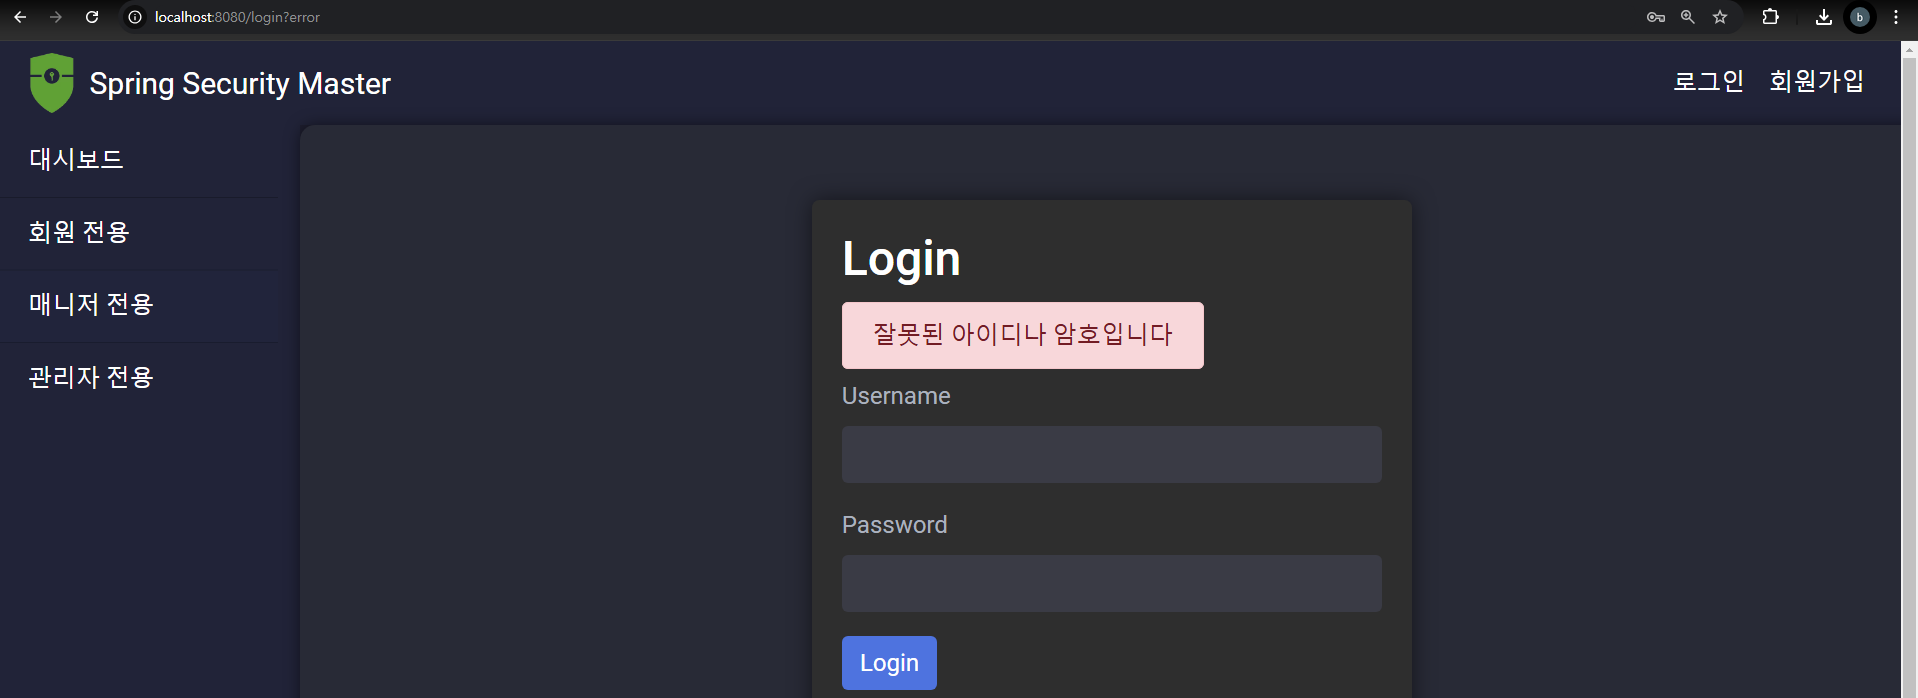 localhost:8080/login?error
b
Spring Security Master
로그인 회원가입
대시보드
회원 전용
매니저 전용
관리자 전용
Login
잘못된 아이디나 암호입니다
Username
Password
Login